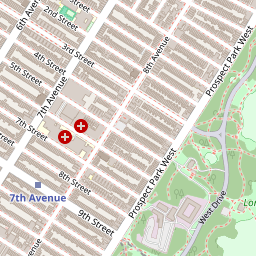 6th Avenue
2nd Street
3rd Street
4th Street
5th Street
8th Avenue
7th Avenue
Prospect Park West
7th Street
7th Avenue
8th Street
9th Street
Prospect Park West
West Drive
Lon